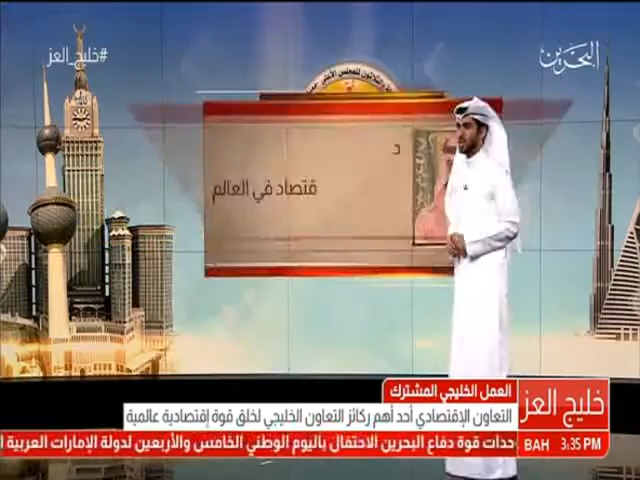 #خليج_العز
البحرين
د
قتصاد في العالم
العمل الخليجي المشترك
التعاون الإقتصادي أحد أهم ركائز التعاون الخليجي لخلق قوة إقتصادية عالمية
خليج العز
BAH 3:35 PM
حدات قوة دفاع البحرين الاحتفال باليوم الوطني الخامس والأربعين لدولة الإمارات العربية ا